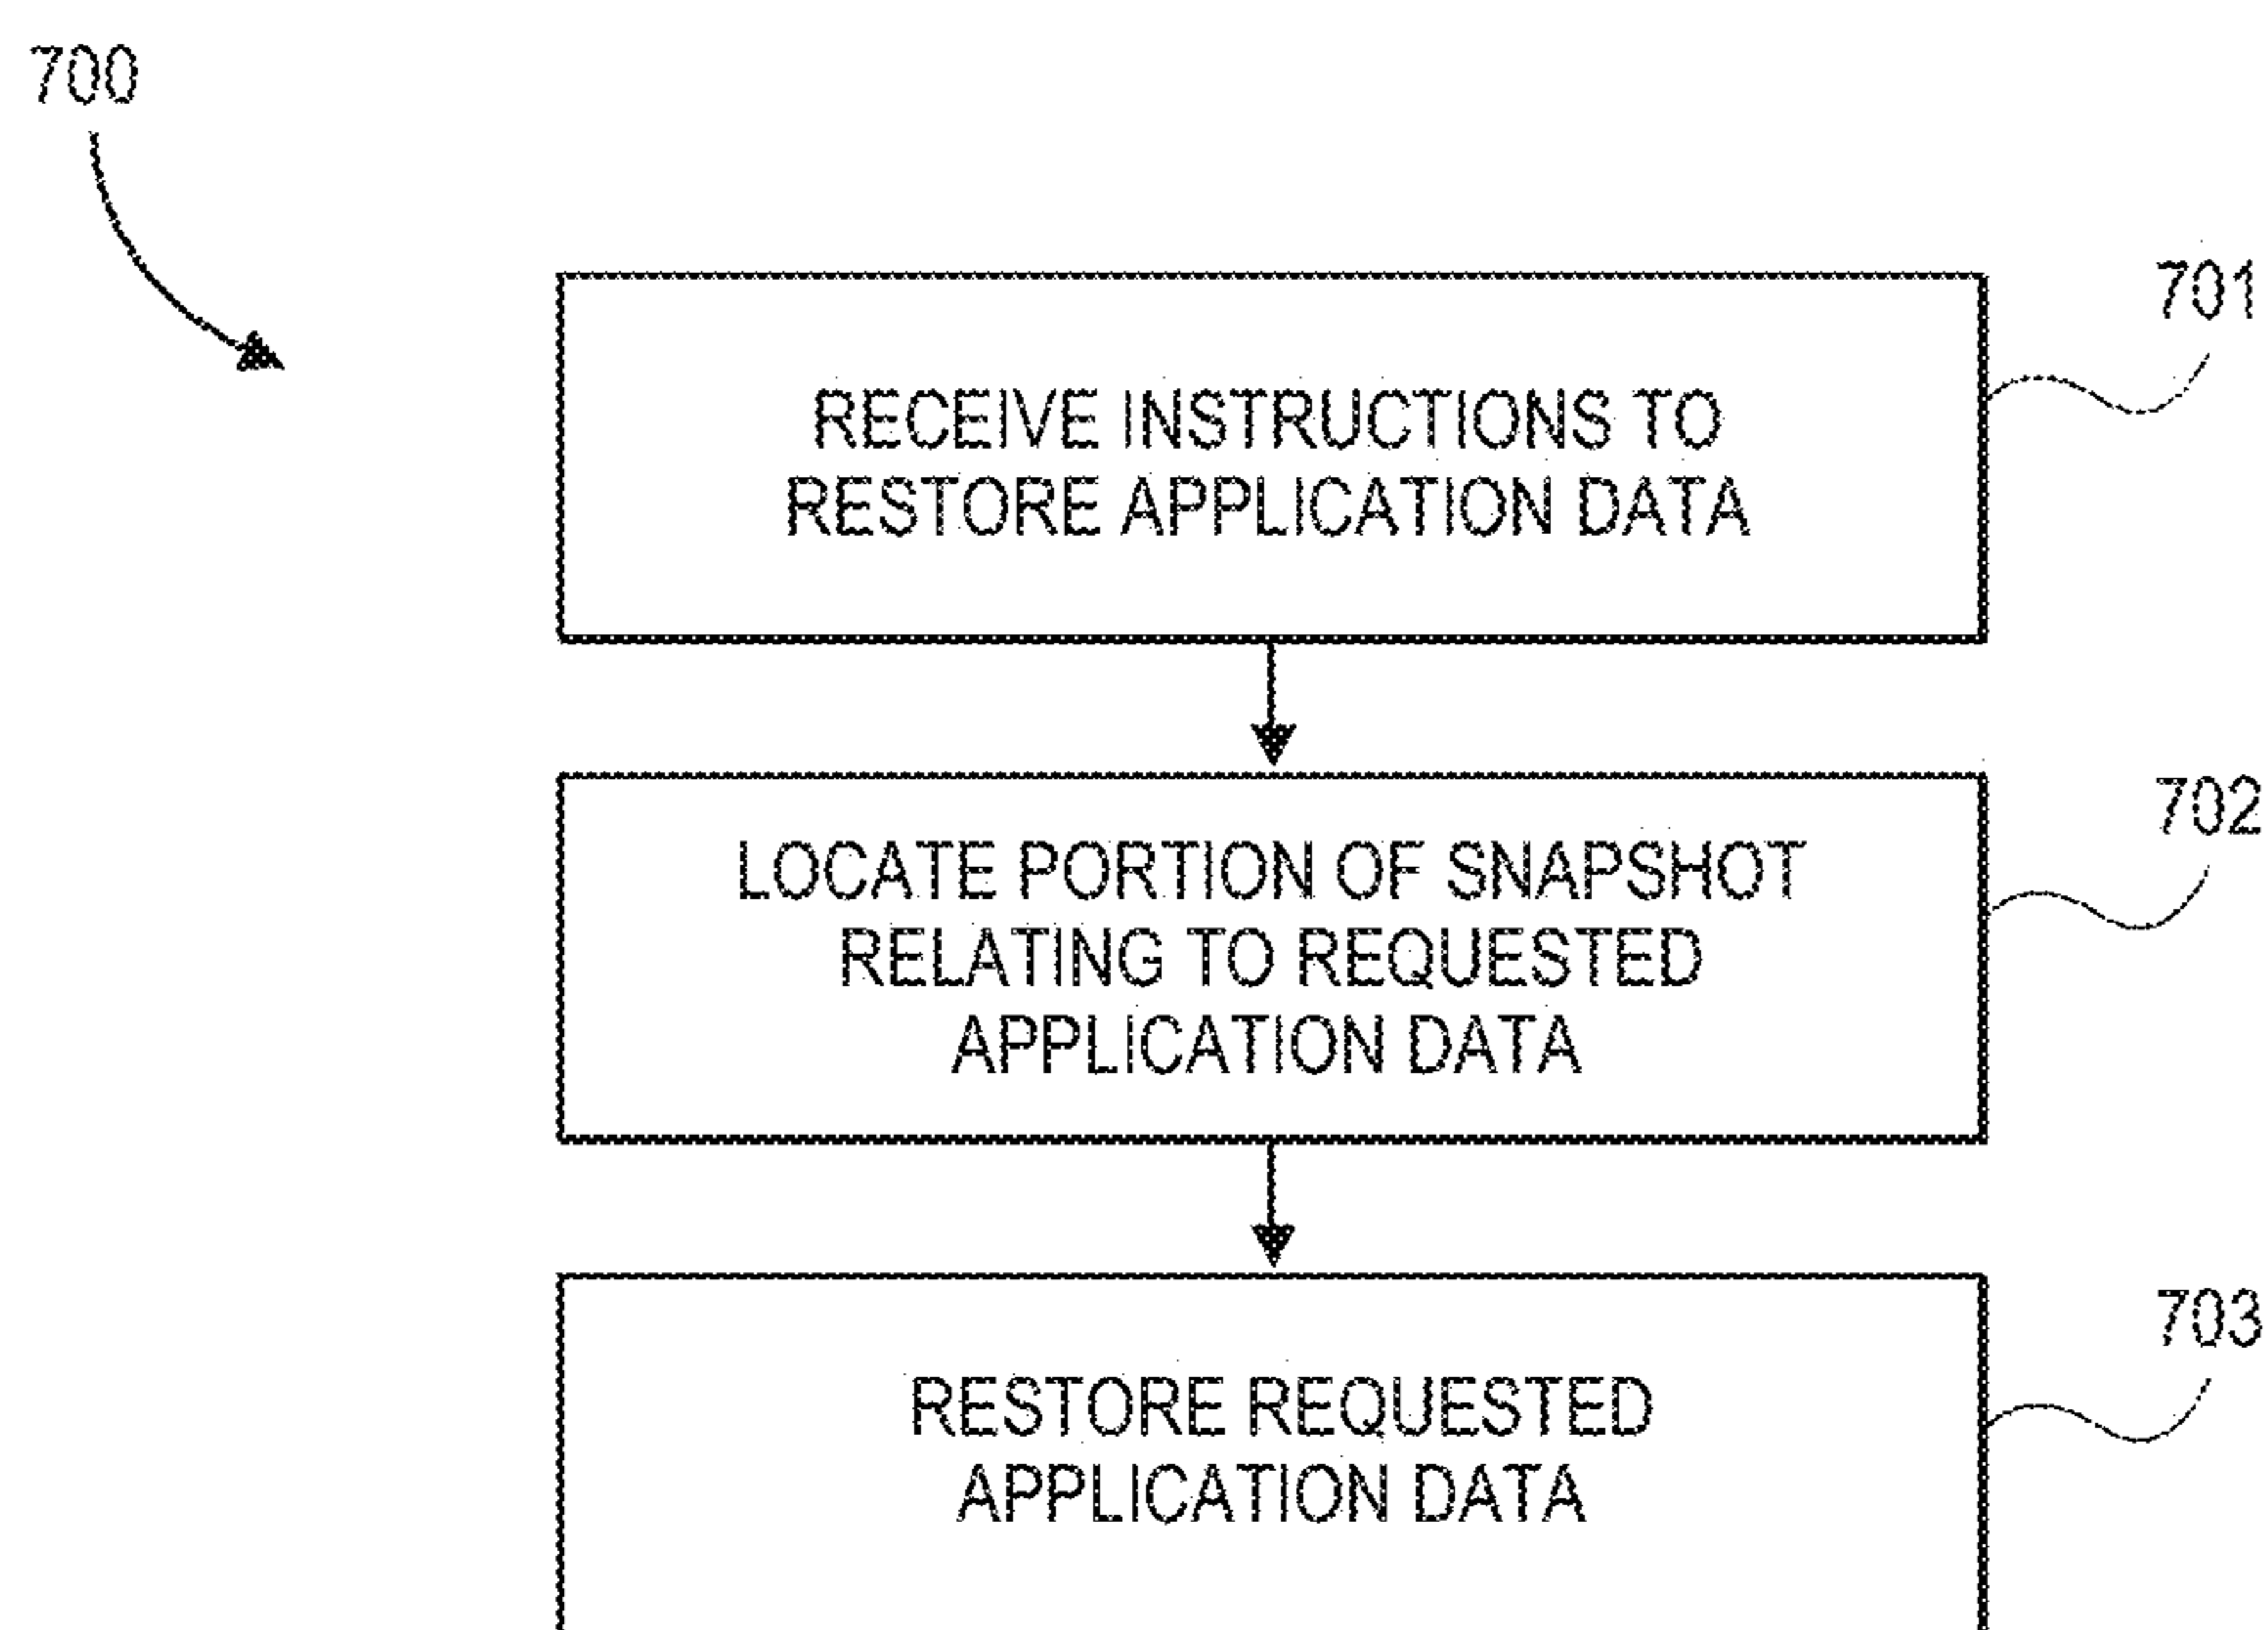 700
701
RECEIVE INSTRUCTIONS TO
RESTORE APPLICATION DATA
702
LOCATE PORTION OF SNAPSHOT
RELATING TO REQUESTED
APPLICATION DATA
703
RESTORE REQUESTED
APPLICATION DATA